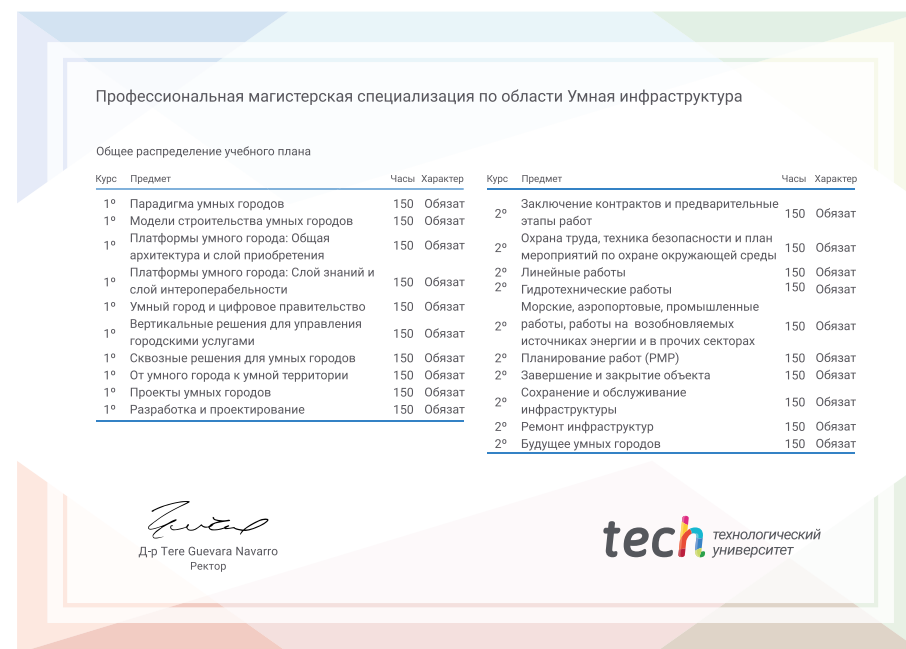 Профессиональная магистерская специализация по области Умная инфраструктура
Общее распределение учебного плана
Курс Предмет Часы Характер
1º Парадигма умных городов 150 Обязат
1º Модели строительства умных городов 150 Обязат
1º Платформы умного города: Общая
архитектура и слой приобретения 150 Обязат
1º Платформы умного города: Слой знаний и
слой интероперабельности 150 Обязат
1º Умный город и цифровое правительство 150 Обязат
1º Вертикальные решения для управления
городскими услугами 150 Обязат
1º Сквозные решения для умных городов 150 Обязат
1º От умного города к умной территории 150 Обязат
1º Проекты умных городов 150 Обязат
1º Разработка и проектирование 150 Обязат
Курс Предмет Часы Характер
2º Заключение контрактов и предварительные
этапы работ 150 Обязат
2º Охрана труда, техника безопасности и план
мероприятий по охране окружающей среды 150 Обязат
2º Линейные работы 150 Обязат
2º Гидротехнические работы 150 Обязат
2º Морские, аэропортовые, промышленные
работы, работы на возобновляемых
источниках энергии и в прочих секторах 150 Обязат
2º Планирование работ (PMP) 150 Обязат
2º Завершение и закрытие объекта 150 Обязат
2º Сохранение и обслуживание
инфраструктуры 150 Обязат
2º Ремонт инфраструктур 150 Обязат
2º Будущее умных городов 150 Обязат
Д-р Tere Guevara Navarro
Ректор
tech технологический
университет